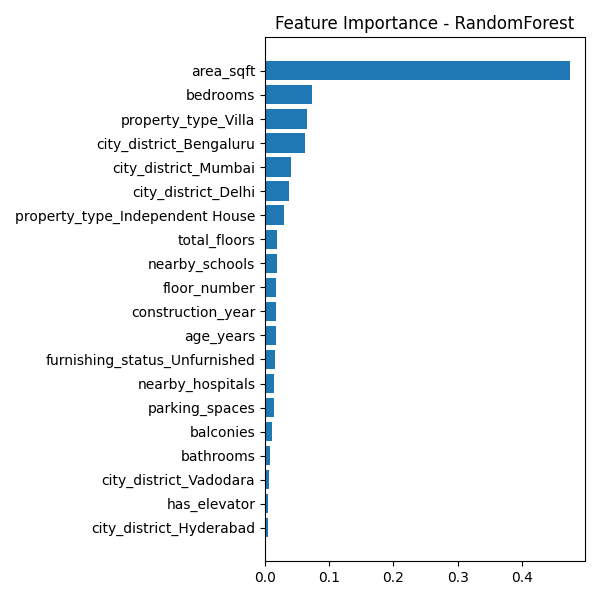 Feature Importance - RandomForest
area_sqft
bedrooms
property_type_Villa
city_district_Bengaluru
city_district_Mumbai
city_district_Delhi
property_type_Independent House
total_floors
nearby_schools
floor_number
construction_year
age_years
furnishing_status_Unfurnished
nearby_hospitals
parking_spaces
balconies
bathrooms
city_district_Vadodara
has_elevator
city_district_Hyderabad
0.0 0.1 0.2 0.3 0.4